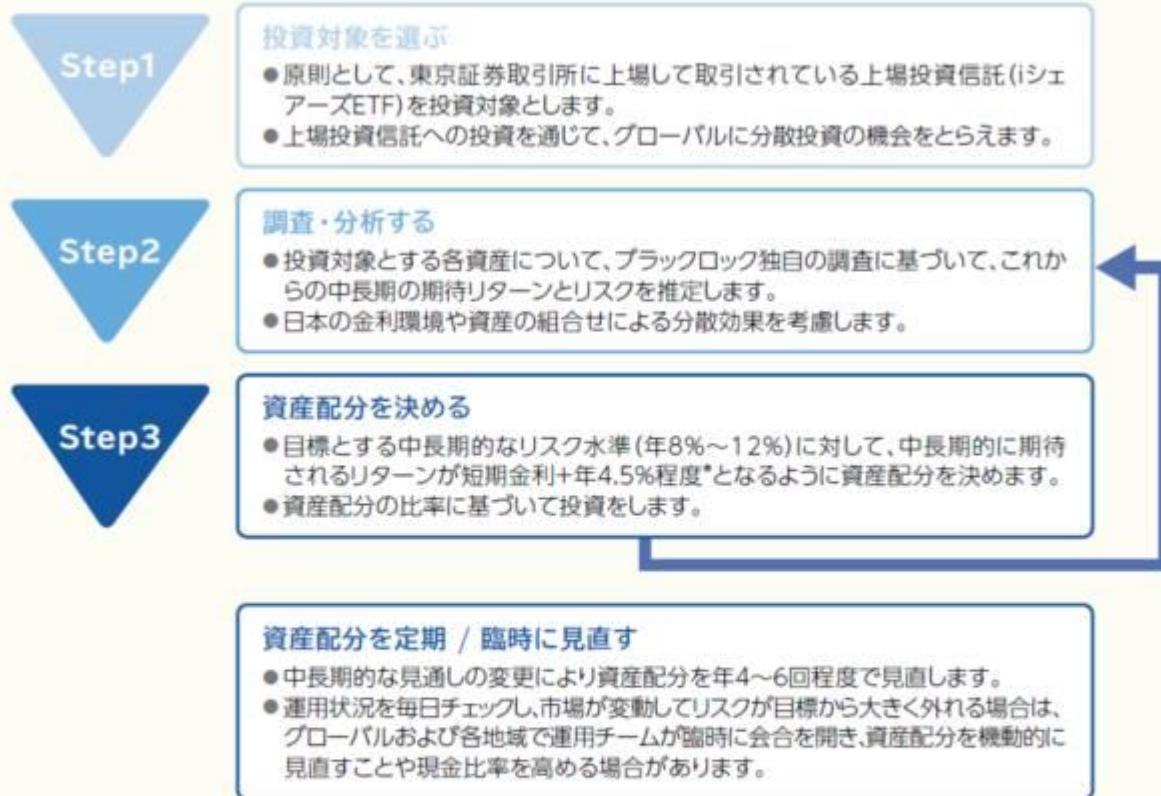 Step1
投資対象を選ぶ
●原則として、東京証券取引所に上場して取引されている上場投資信託(iシェ
アーズETF)を投資対象とします。
●上場投資信託への投資を通じて、グローバルに分散投資の機会をとらえます。
Step2
調査・分析する
●投資対象とする各資産について、ブラックロック独自の調査に基づいて、これか
らの中長期の期待リターンとリスクを推定します。
●日本の金利環境や資産の組合せによる分散効果を考慮します。
Step3
資産配分を決める
●目標とする中長期的なリスク水準(年8%～12%)に対して、中長期的に期待
されるリターンが短期金利+年4.5%程度*となるように資産配分を決めます。
●資産配分の比率に基づいて投資をします。
資産配分を定期 / 臨時に見直す
●中長期的な見通しの変更により資産配分を年4～6回程度で見直します。
●運用状況を毎日チェックし、市場が変動してリスクが目標から大きく外れる場合は、
グローバルおよび各地域で運用チームが臨時に会合を開き、資産配分を機動的に
見直すことや現金比率を高める場合があります。